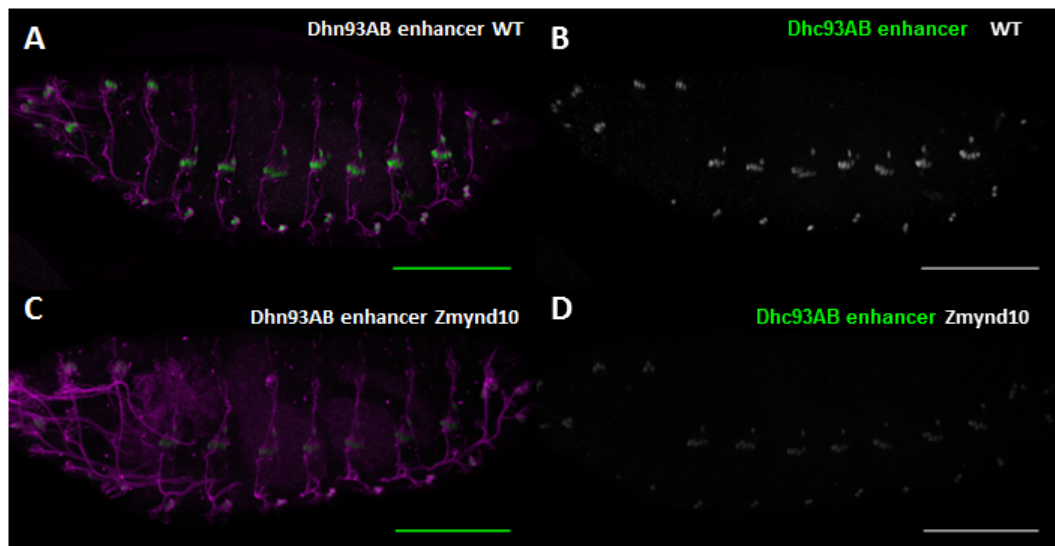 A
Dhn93AB enhancer WT
B
Dhc93AB enhancer WT
C
Dhn93AB enhancer Zmynd10
D
Dhc93AB enhancer Zmynd10